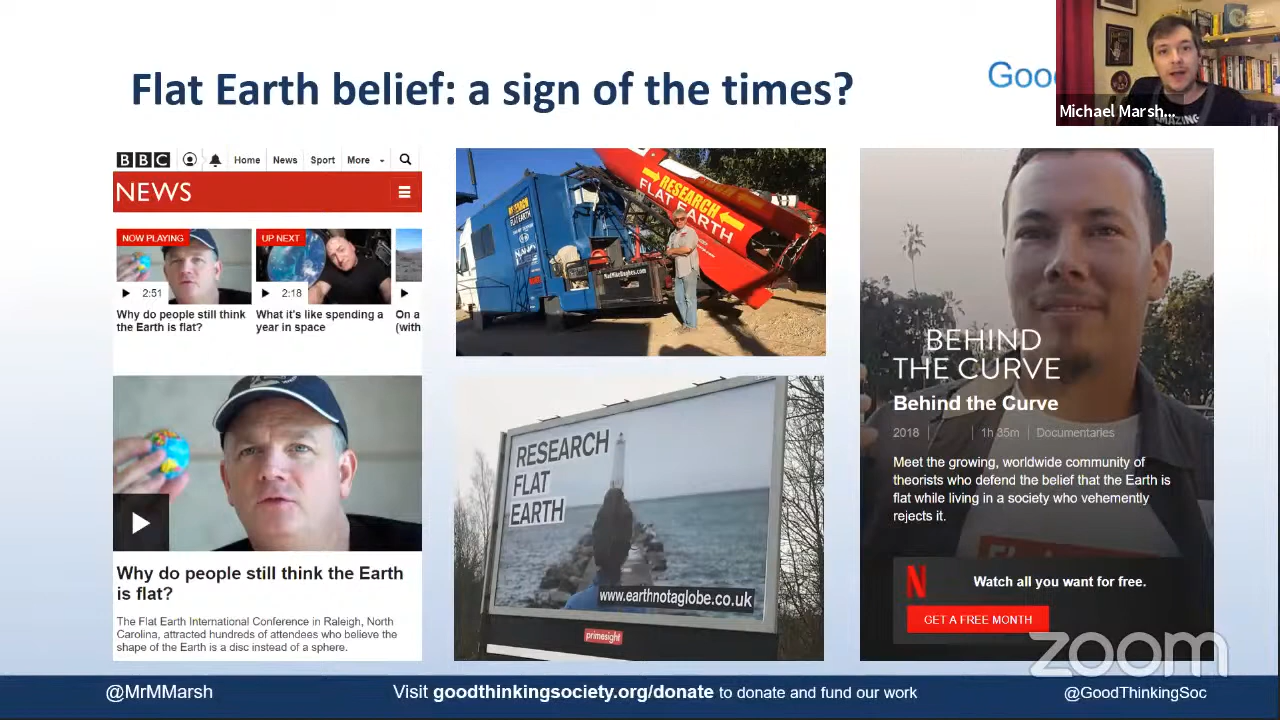 Flat Earth belief: a sign of the times?
Good
Michael Marsh...
AMAZING
BBC
Home
News
Sport
More
NEWS
NOW PLAYING
2:51
Why do people still think
the Earth is flat?
UP NEXT
2:18
What it's like spending a
year in space
On a
(with
Why do people still think the Earth
is flat?
The Flat Earth International Conference in Raleigh, North
Carolina, attracted hundreds of attendees who believe the
shape of the Earth is a disc instead of a sphere.
RESEARCH
FLAT EARTH
RESEARCH
FLAT EARTH
MadMikeHughes.com
RESEARCH
FLAT
EARTH
www.earthnotaglobe.co.uk
primesight
BEHIND
THE CURVE
Behind the Curve
2018
1h 35m
Documentaries
Meet the growing, worldwide community of
theorists who defend the belief that the Earth is
flat while living in a society who vehemently
rejects it.
N
Watch all you want for free.
GET A FREE MONTH
zoom
@MrMMarsh
Visit goodthinkingsociety.org/donate to donate and fund our work
@GoodThinkingSoc